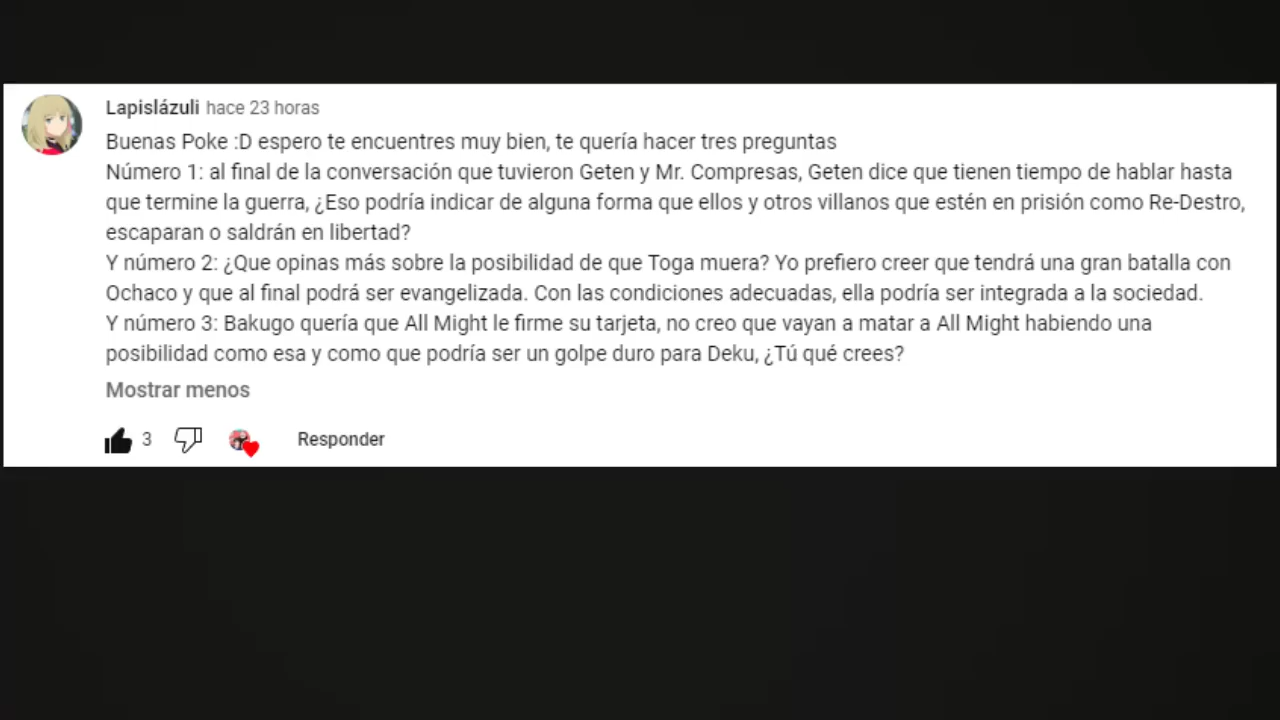 Lapislázuli hace 23 horas
Buenas Poke :D espero te encuentres muy bien, te quería hacer tres preguntas
Número 1: al final de la conversación que tuvieron Geten y Mr. Compresas, Geten dice que tienen tiempo de hablar hasta
que termine la guerra, ¿Eso podría indicar de alguna forma que ellos y otros villanos que estén en prisión como Re-Destro,
escaparan o saldrán en libertad?
Y número 2: ¿Que opinas más sobre la posibilidad de que Toga muera? Yo prefiero creer que tendrá una gran batalla con
Ochaco y que al final podrá ser evangelizada. Con las condiciones adecuadas, ella podría ser integrada a la sociedad.
Y número 3: Bakugo quería que All Might le firme su tarjeta, no creo que vayan a matar a All Might habiendo una
posibilidad como esa y como que podría ser un golpe duro para Deku, ¿Tú qué crees?
Mostrar menos
3 Responder